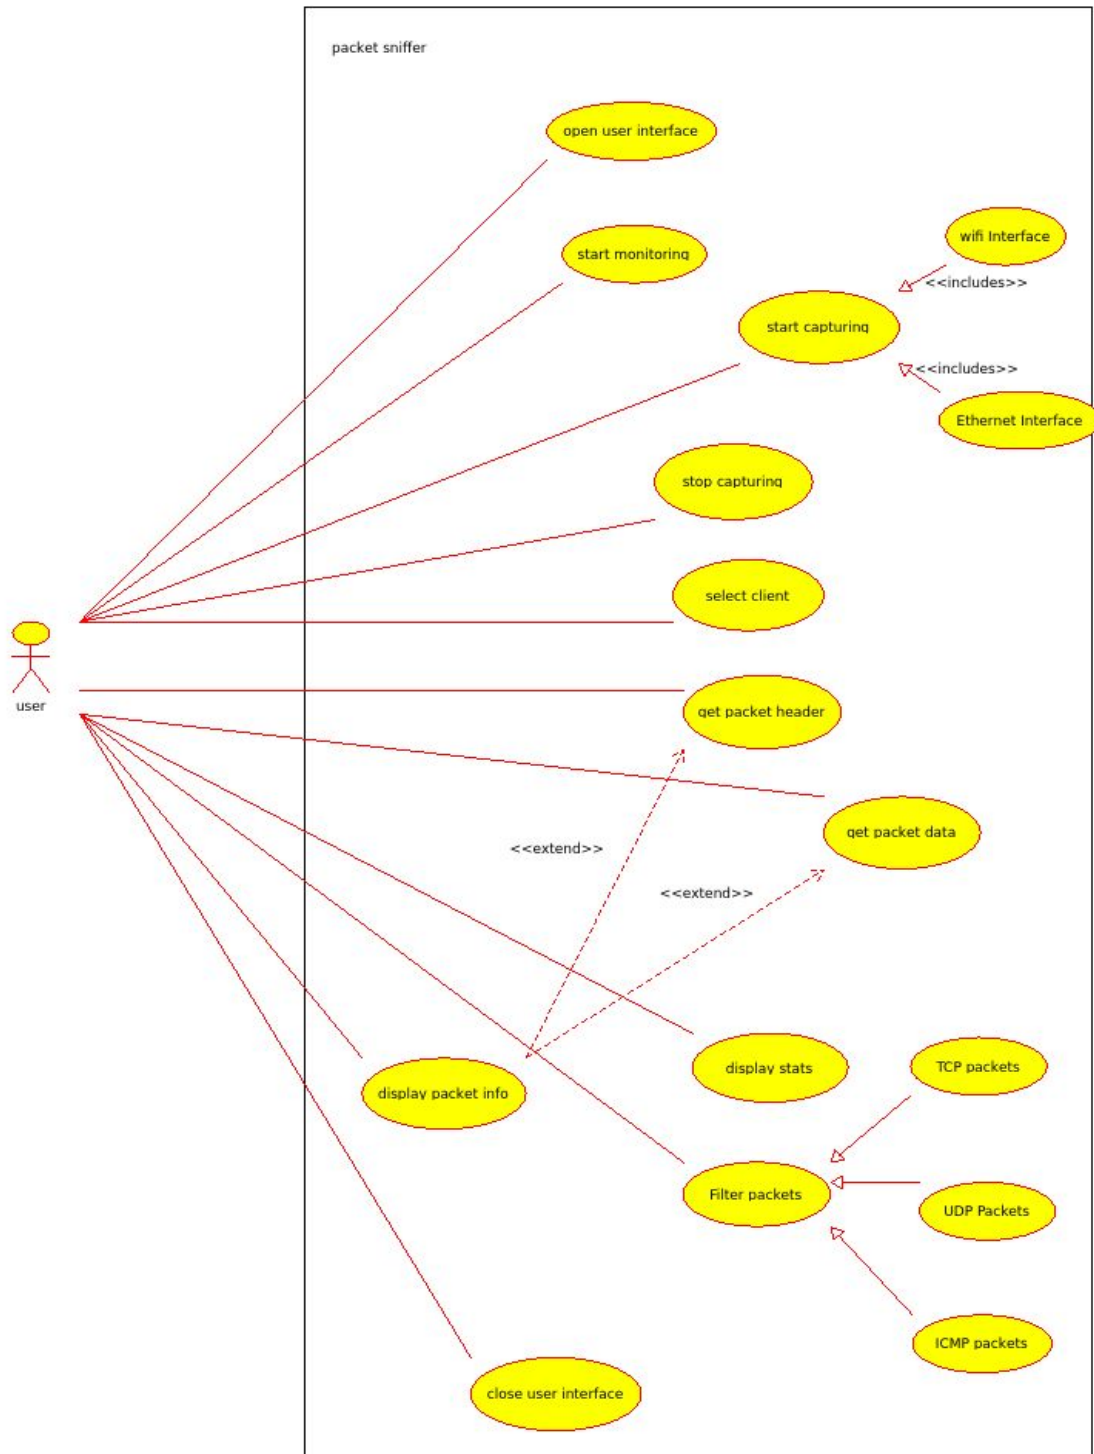 packet sniffer
open user interface
wifi Interface
start monitoring
<<includes>>
start capturing
<<includes>>
Ethernet Interface
stop capturing
select client
user
get packet header
get packet data
<<extend>>
<<extend>>
display stats
TCP packets
display packet info
Filter packets
UDP Packets
ICMP packets
close user interface